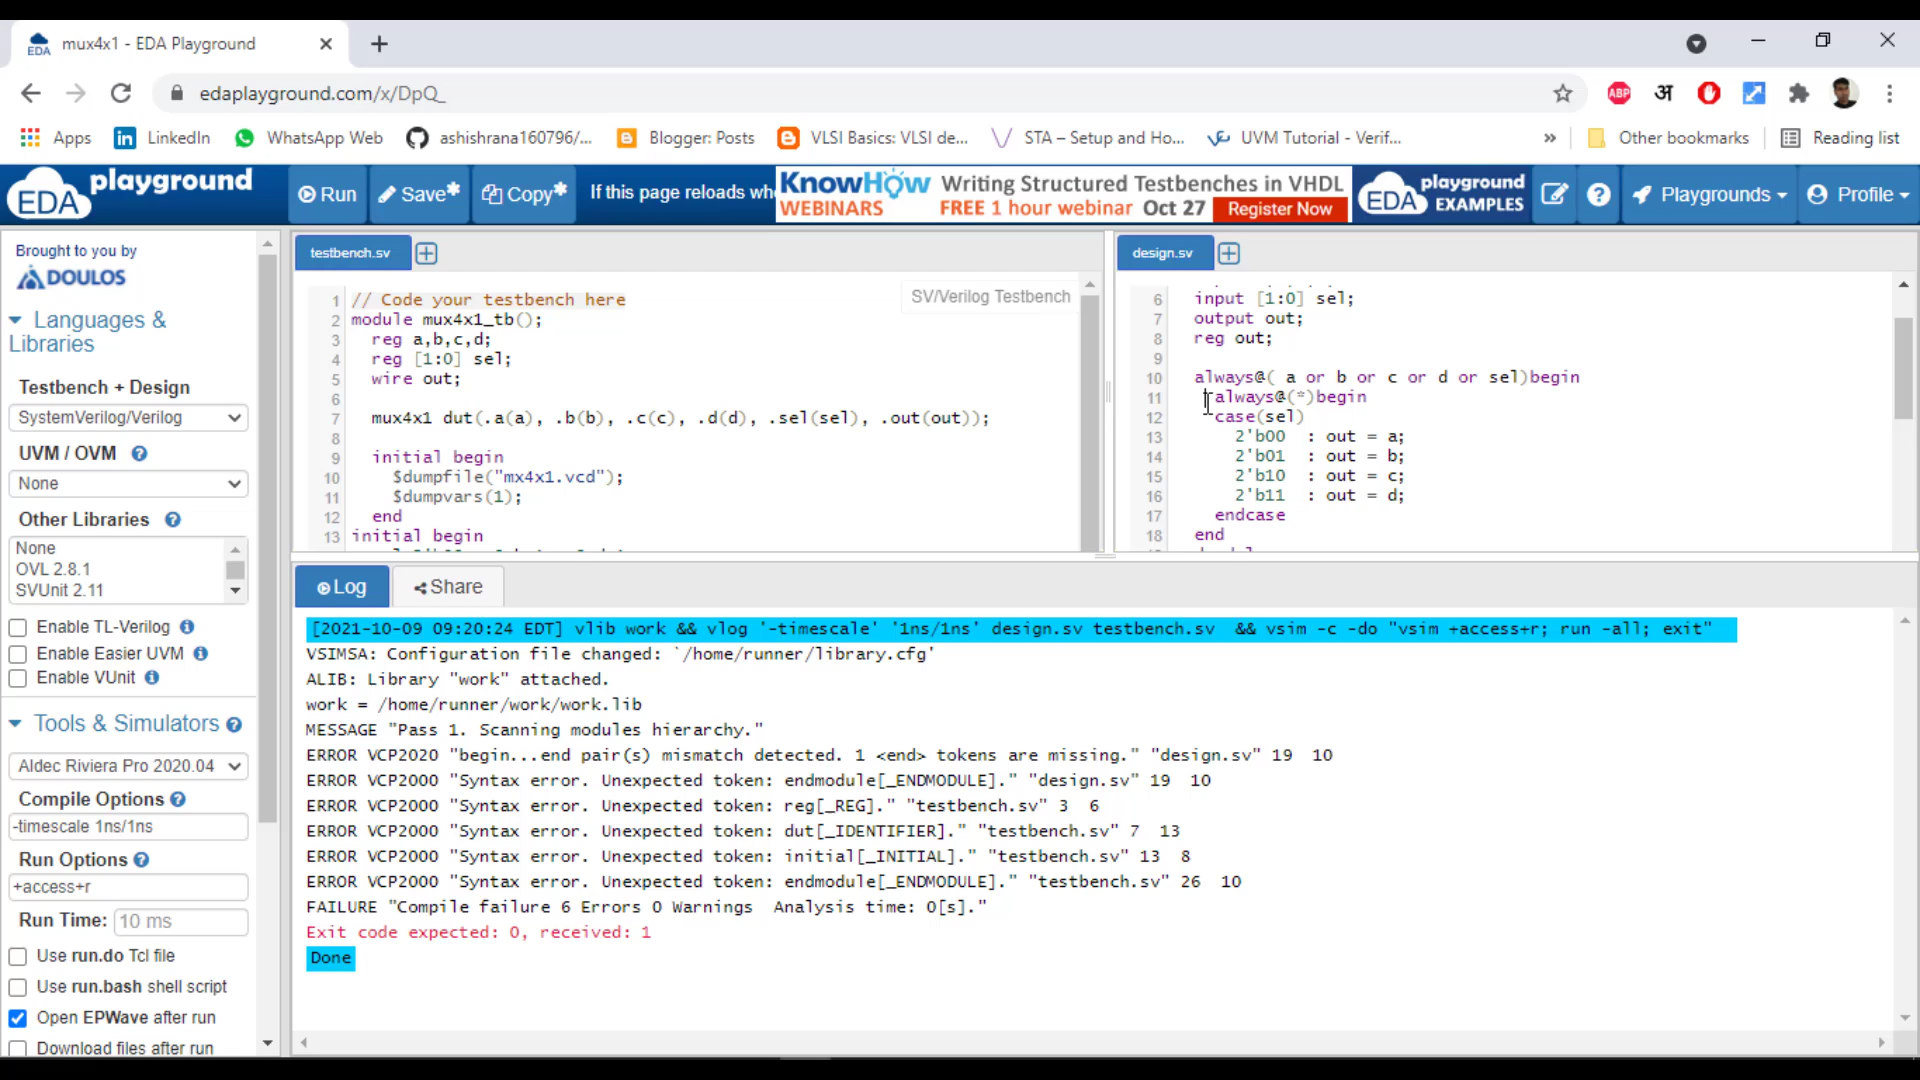 mux4x1 - EDA Playground
edaplayground.com/x/DpQ_
ABP
अ
Apps
LinkedIn
WhatsApp Web
ashishrana160796/...
Blogger: Posts
VLSI Basics: VLSI de...
STA – Setup and Ho...
UVM Tutorial - Verif...
»
Other bookmarks
Reading list
EDA playground
Run
Save*
Copy*
If this page reloads whe
KnowHow WEBINARS
Writing Structured Testbenches in VHDL
FREE 1 hour webinar Oct 27 Register Now
EDA playground EXAMPLES
Playgrounds
Profile
Brought to you by
DOULOS
Languages &
Libraries
Testbench + Design
SystemVerilog/Verilog
UVM / OVM
None
Other Libraries
None
OVL 2.8.1
SVUnit 2.11
Enable TL-Verilog
Enable Easier UVM
Enable VUnit
Tools & Simulators
Aldec Riviera Pro 2020.04
Compile Options
-timescale 1ns/1ns
Run Options
+access+r
Run Time: 10 ms
Use run.do Tcl file
Use run.bash shell script
Open EPWave after run
Download files after run
testbench.sv
SV/Verilog Testbench
1 // Code your testbench here
2 module mux4x1_tb();
3 reg a,b,c,d;
4 reg [1:0] sel;
5 wire out;
6
7 mux4x1 dut(.a(a), .b(b), .c(c), .d(d), .sel(sel), .out(out));
8
9 initial begin
10 $dumpfile("mx4x1.vcd");
11 $dumpvars(1);
12 end
13 initial begin
design.sv
6 input [1:0] sel;
7 output out;
8 reg out;
9
10 always@( a or b or c or d or sel)begin
11 always@(*)begin
12 case(sel)
13 2'b00 : out = a;
14 2'b01 : out = b;
15 2'b10 : out = c;
16 2'b11 : out = d;
17 endcase
18 end
Log
Share
[2021-10-09 09:20:24 EDT] vlib work && vlog '-timescale' '1ns/1ns' design.sv testbench.sv && vsim -c -do "vsim +access+r; run -all; exit"
VSIMSA: Configuration file changed: `/home/runner/library.cfg'
ALIB: Library "work" attached.
work = /home/runner/work/work.lib
MESSAGE "Pass 1. Scanning modules hierarchy."
ERROR VCP2020 "begin...end pair(s) mismatch detected. 1 <end> tokens are missing." "design.sv" 19 10
ERROR VCP2000 "Syntax error. Unexpected token: endmodule[_ENDMODULE]." "design.sv" 19 10
ERROR VCP2000 "Syntax error. Unexpected token: reg[_REG]." "testbench.sv" 3 6
ERROR VCP2000 "Syntax error. Unexpected token: dut[_IDENTIFIER]." "testbench.sv" 7 13
ERROR VCP2000 "Syntax error. Unexpected token: initial[_INITIAL]." "testbench.sv" 13 8
ERROR VCP2000 "Syntax error. Unexpected token: endmodule[_ENDMODULE]." "testbench.sv" 26 10
FAILURE "Compile failure 6 Errors 0 Warnings Analysis time: 0[s]."
Exit code expected: 0, received: 1
Done